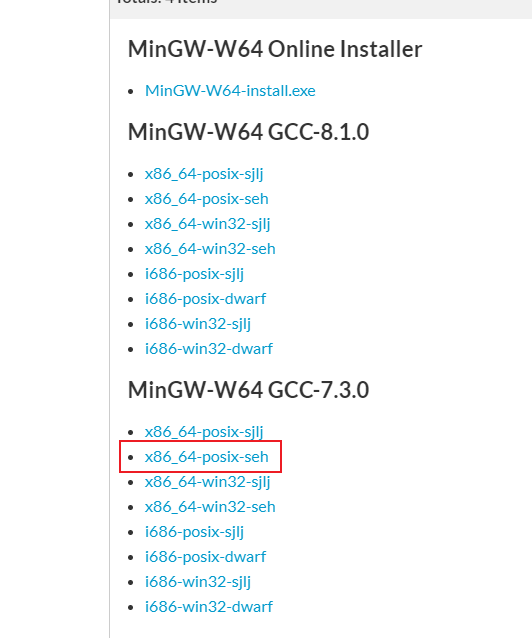 Totals: 4 Items
MinGW-W64 Online Installer
MinGW-W64-install.exe
MinGW-W64 GCC-8.1.0
x86_64-posix-sjlj
x86_64-posix-seh
x86_64-win32-sjlj
x86_64-win32-seh
i686-posix-sjlj
i686-posix-dwarf
i686-win32-sjlj
i686-win32-dwarf
MinGW-W64 GCC-7.3.0
x86_64-posix-sjlj
x86_64-posix-seh
x86_64-win32-sjlj
x86_64-win32-seh
i686-posix-sjlj
i686-posix-dwarf
i686-win32-sjlj
i686-win32-dwarf